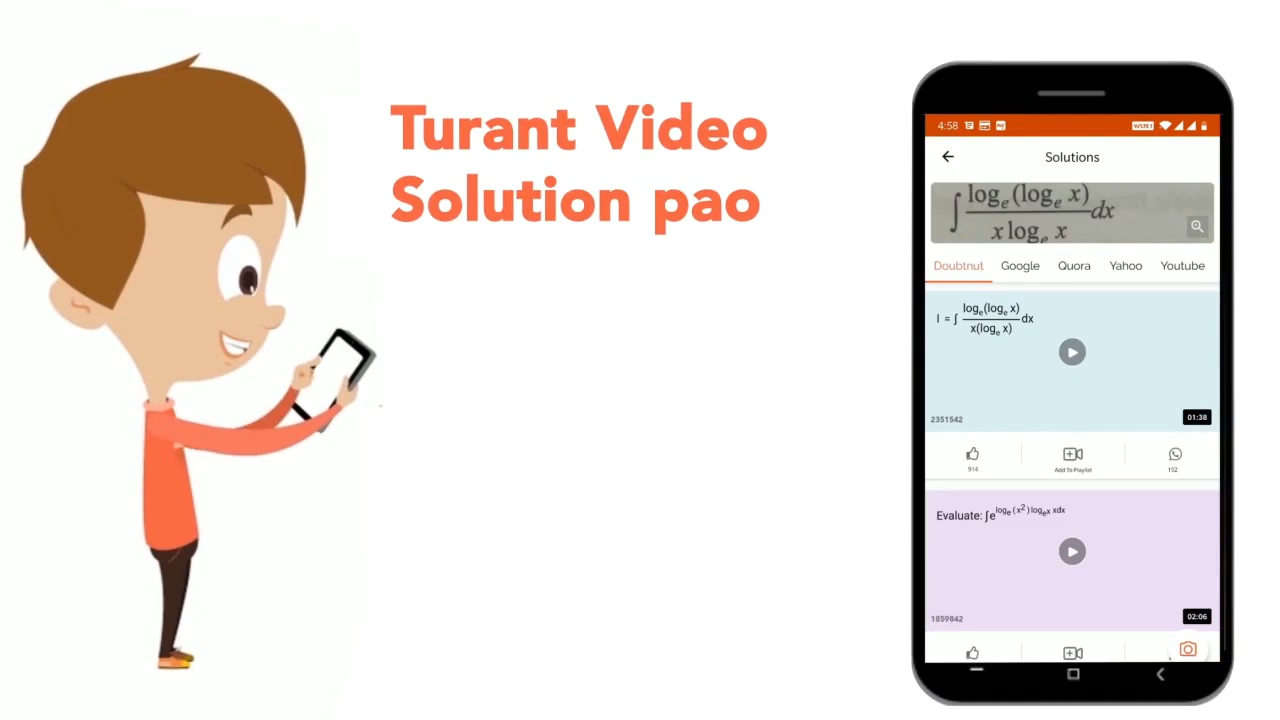 Turant Video
Solution pao
4:58
VoLTE1
Solutions
∫ logₑ(logₑ x) / x logₑ x dx
Doubtnut Google Quora Yahoo Youtube
I = ∫ logₑ(logₑ x) / x(logₑ x) dx
2351542 01:38
914 Add To Playlist 152
Evaluate: ∫e^logₑ(x²)logₑx xdx
1859842 02:06